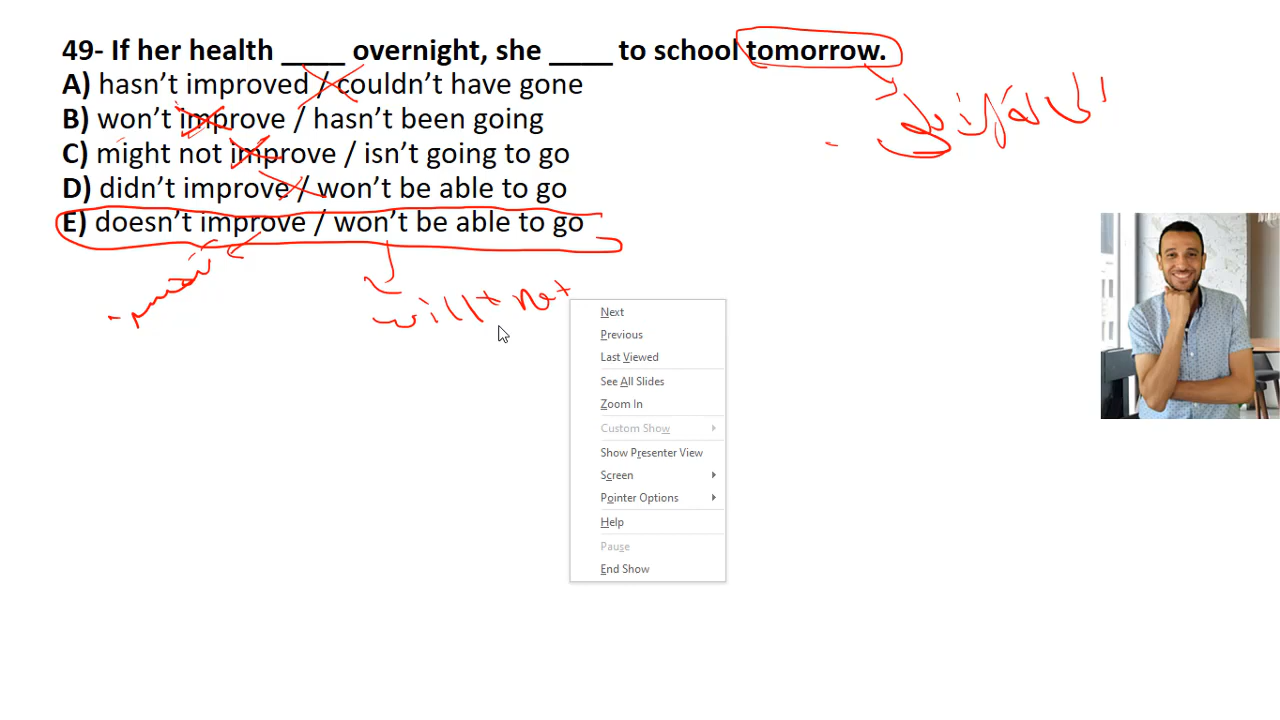 49- If her health ____ overnight, she ____ to school tomorrow.
A) hasn't improved / couldn't have gone
B) won't improve / hasn't been going
C) might not improve / isn't going to go
D) didn't improve / won't be able to go
E) doesn't improve / won't be able to go
will + not
Next
Previous
Last Viewed
See All Slides
Zoom In
Custom Show
Show Presenter View
Screen
Pointer Options
Help
Pause
End Show